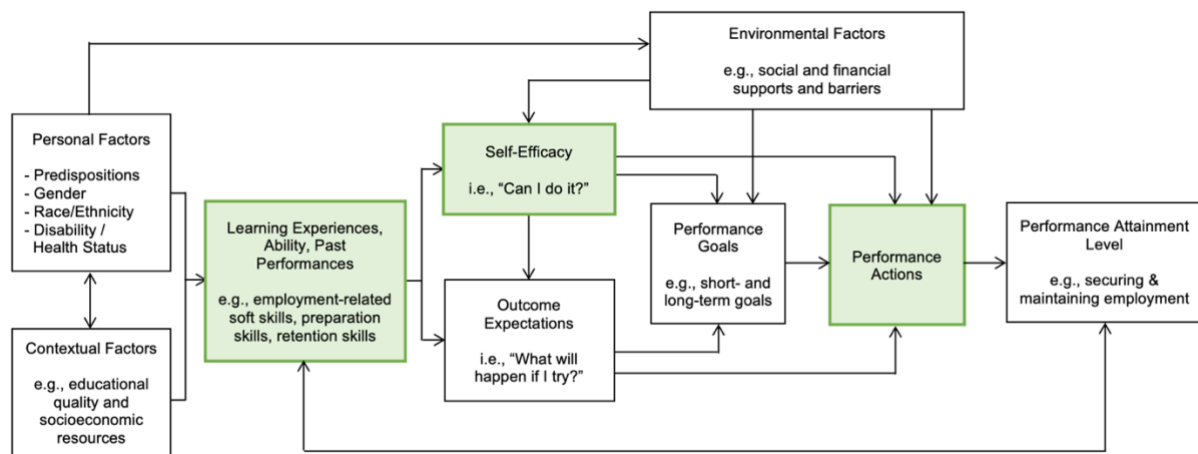 Environmental Factors
e.g., social and financial
supports and barriers
Personal Factors
- Predispositions
- Gender
- Race/Ethnicity
- Disability /
Health Status
Contextual Factors
e.g., educational
quality and
socioeconomic
resources
Learning Experiences,
Ability, Past
Performances
e.g., employment-related
soft skills, preparation
skills, retention skills
Self-Efficacy
i.e., “Can I do it?”
Outcome
Expectations
i.e., “What will
happen if I try?”
Performance
Goals
e.g., short- and
long-term goals
Performance
Actions
Performance Attainment
Level
e.g., securing &
maintaining employment